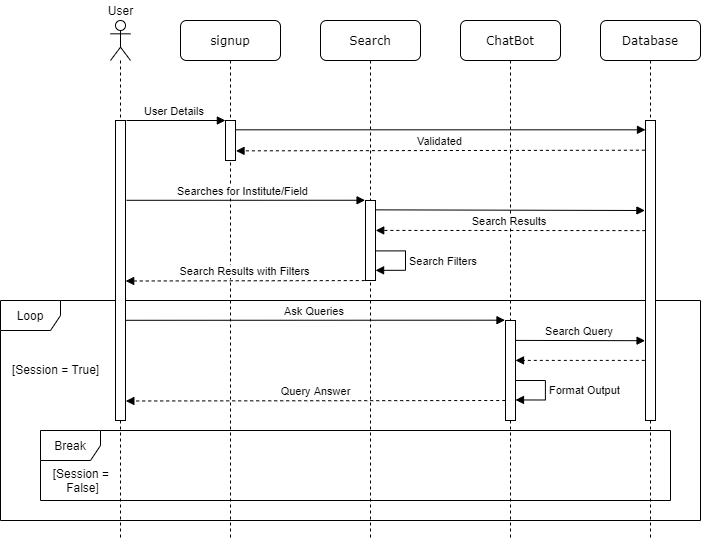 User
signup
Search
ChatBot
Database
User Details
Validated
Searches for Institute/Field
Search Results
Search Filters
Search Results with Filters
Loop
Ask Queries
Search Query
[Session = True]
Query Answer
Format Output
Break
[Session =
False]